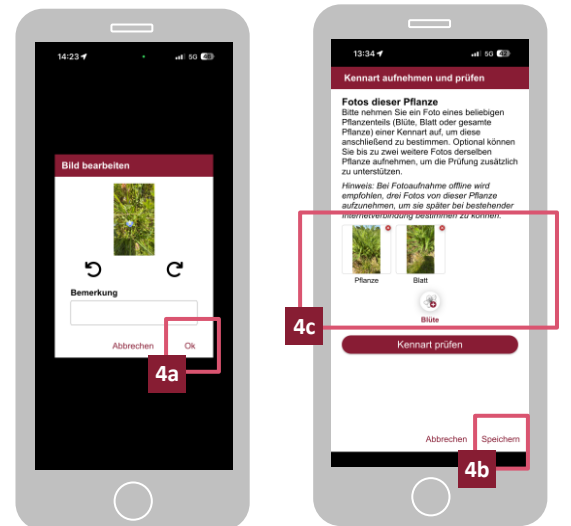 14:23
5G
Bild bearbeiten
Bemerkung
Abbrechen Ok
4a
13:34
5G
Kennart aufnehmen und prüfen
Fotos dieser Pflanze
Bitte nehmen Sie ein Foto eines beliebigen
Pflanzenteils (Blüte, Blatt oder gesamte
Pflanze) einer Kennart auf, um diese
anschließend zu bestimmen. Optional können
Sie bis zu zwei weitere Fotos derselben
Pflanze aufnehmen, um die Prüfung zusätzlich
zu unterstützen.
Hinweis: Bei Fotoaufnahme offline wird
empfohlen, drei Fotos von dieser Pflanze
aufzunehmen, um sie später bei bestehender
Internetverbindung bestimmen zu können.
Pflanze Blatt
Blüte
4c
Kennart prüfen
Abbrechen Speichern
4b